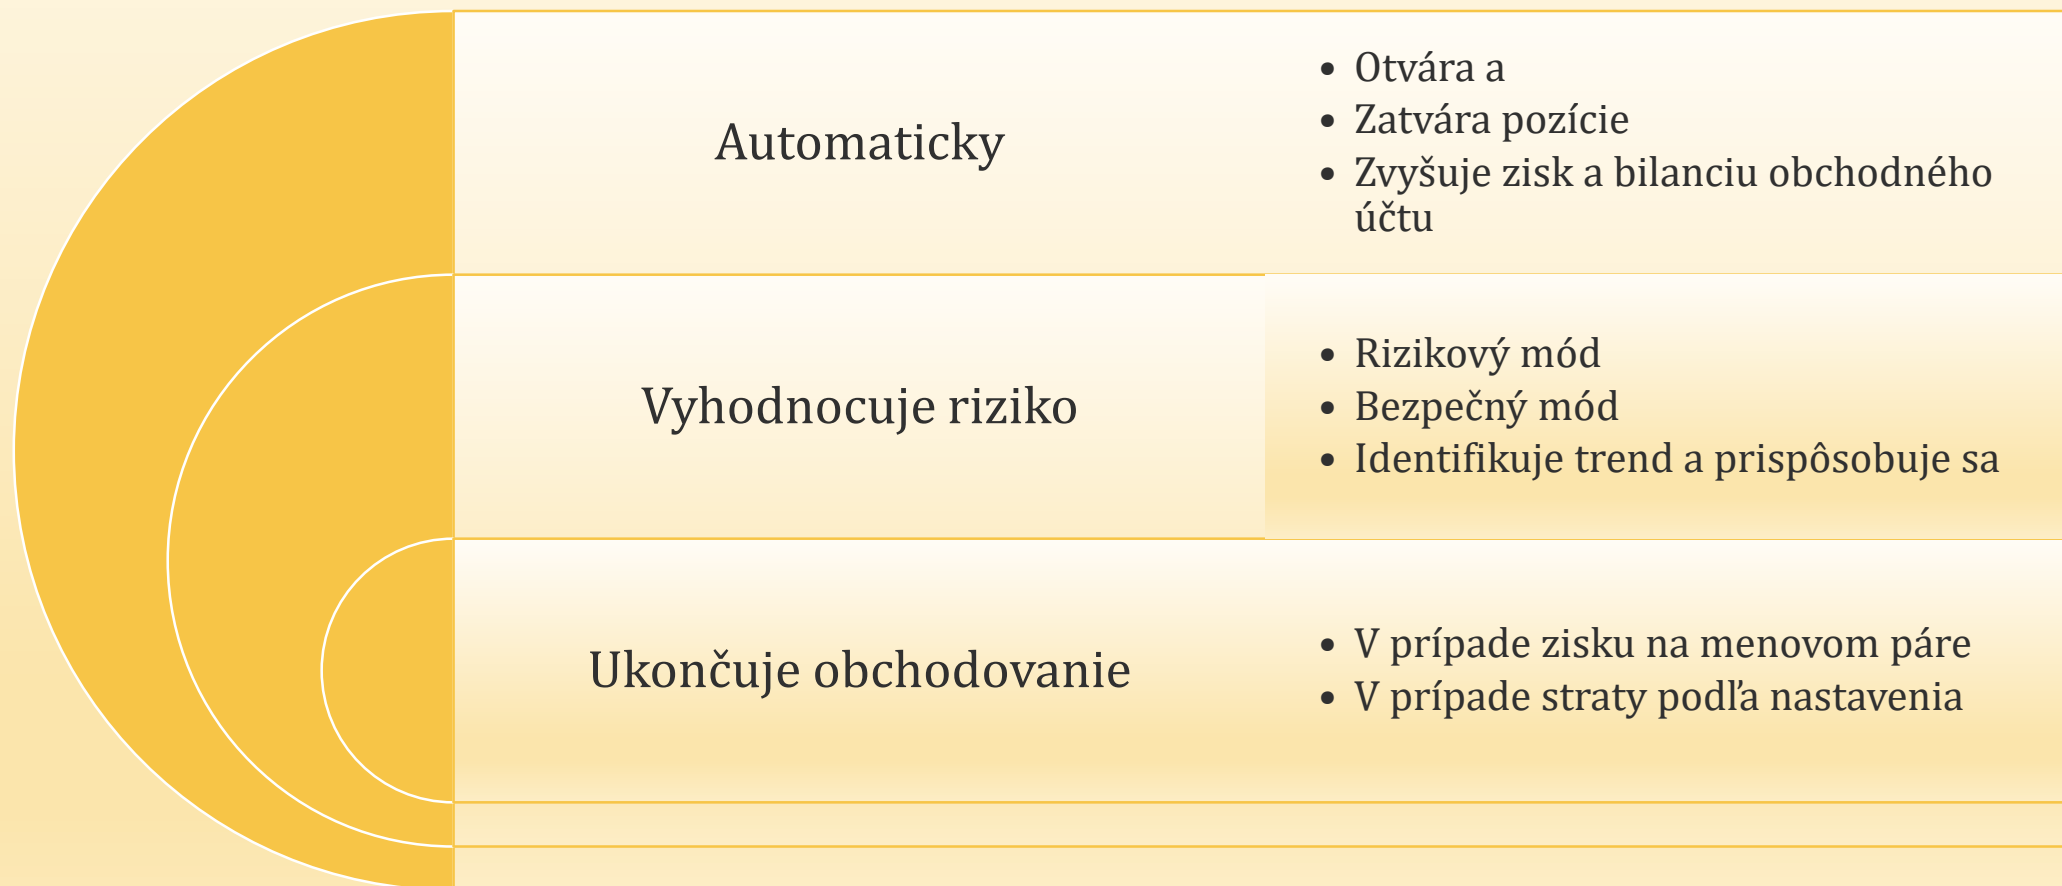 Automaticky
• Otvára a
• Zatvára pozície
• Zvyšuje zisk a bilanciu obchodného
účtu
Vyhodnocuje riziko
• Rizikový mód
• Bezpečný mód
• Identifikuje trend a prispôsobuje sa
Ukončuje obchodovanie
• V prípade zisku na menovom páre
• V prípade straty podľa nastavenia